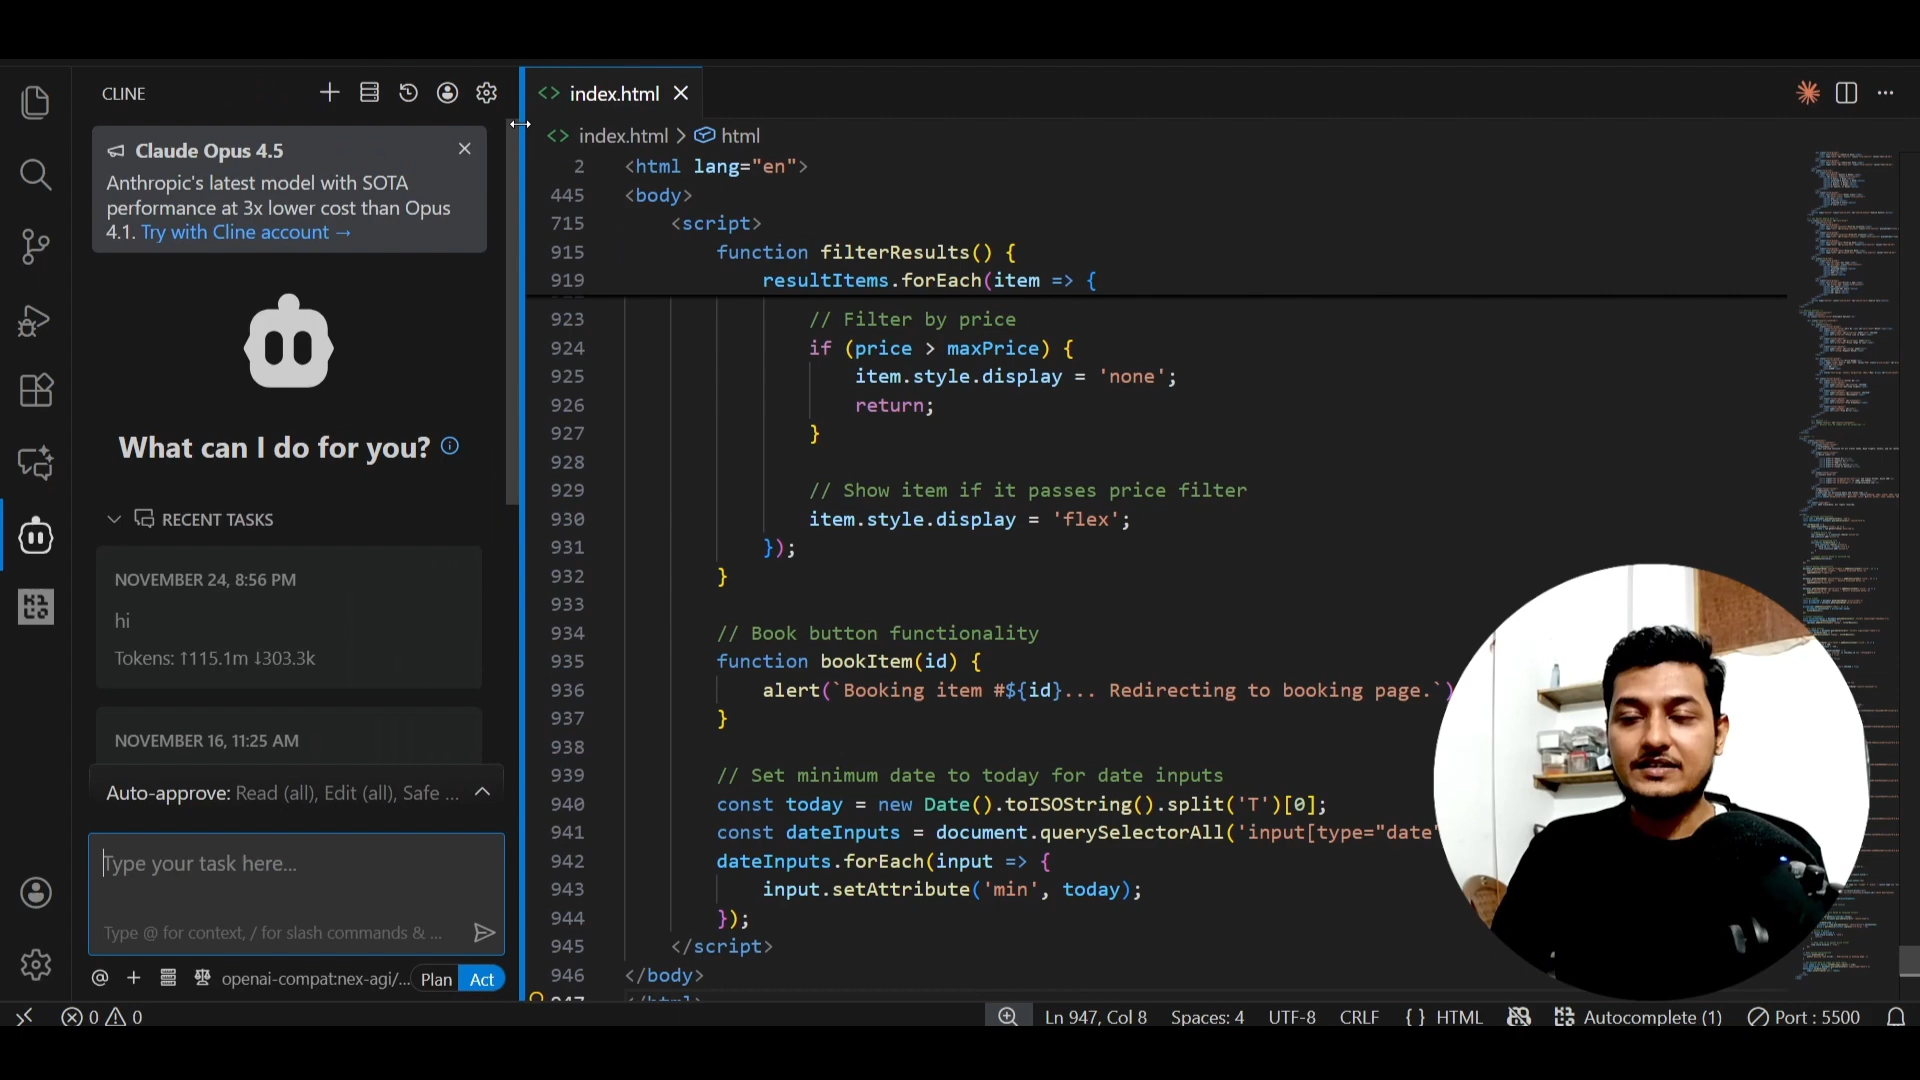 CLINE
Claude Opus 4.5
Anthropic's latest model with SOTA
performance at 3x lower cost than Opus
4.1. Try with Cline account →
What can I do for you?
RECENT TASKS
NOVEMBER 24, 8:56 PM
hi
Tokens: ↑115.1m ↓303.3k
NOVEMBER 16, 11:25 AM
Auto-approve: Read (all), Edit (all), Safe ...
Type your task here...
Type @ for context, / for slash commands & ...
openai-compat:nex-agi/... Plan Act
index.html
index.html > html
2 <html lang="en">
445 <body>
715 <script>
915 function filterResults() {
919 resultItems.forEach(item => {
923 // Filter by price
924 if (price > maxPrice) {
925 item.style.display = 'none';
926 return;
927 }
928
929 // Show item if it passes price filter
930 item.style.display = 'flex';
931 });
932 }
933
934 // Book button functionality
935 function bookItem(id) {
936 alert(`Booking item #${id}... Redirecting to booking page.`)
937 }
938
939 // Set minimum date to today for date inputs
940 const today = new Date().toISOString().split('T')[0];
941 const dateInputs = document.querySelectorAll('input[type="date"
942 dateInputs.forEach(input => {
943 input.setAttribute('min', today);
944 });
945 </script>
946 </body>
0 0
Ln 947, Col 8 Spaces: 4 UTF-8 CRLF { } HTML Autocomplete (1) Port : 5500